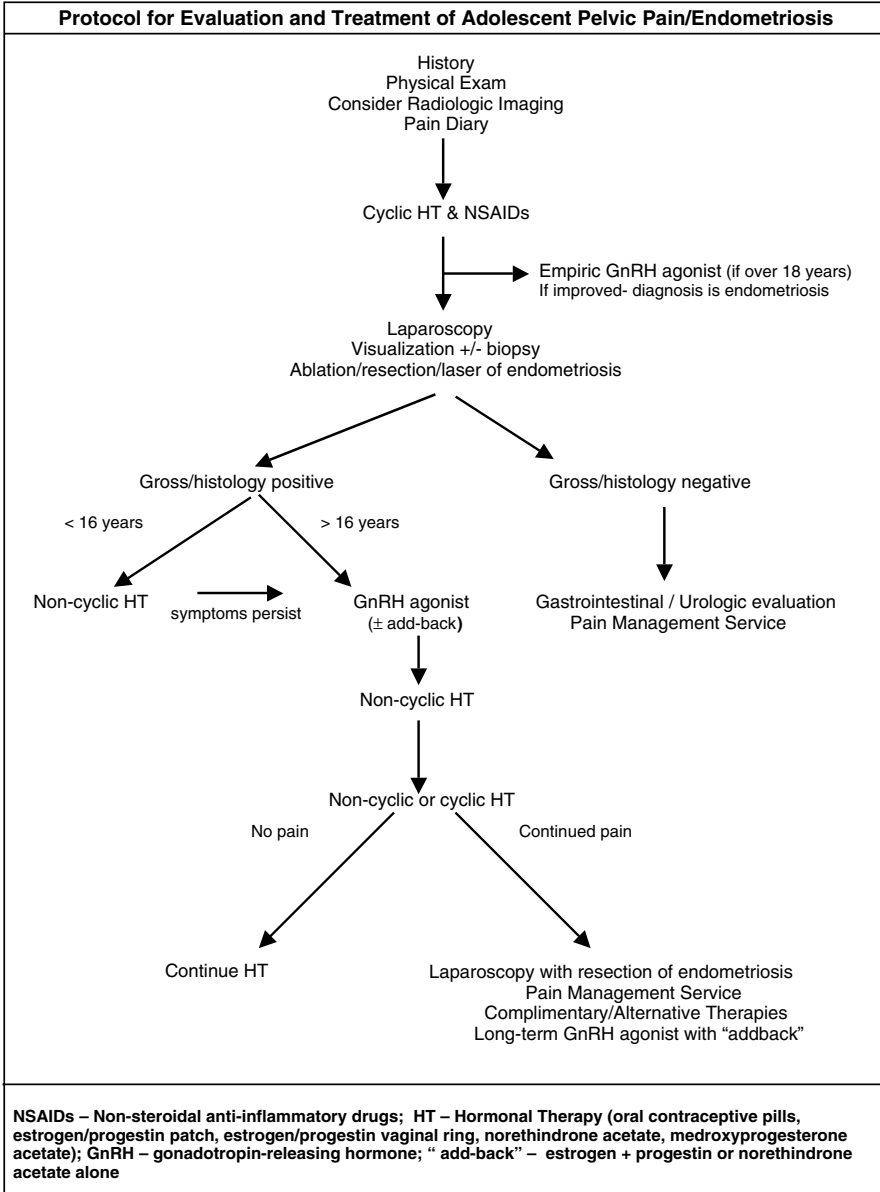 Protocol for Evaluation and Treatment of Adolescent Pelvic Pain/Endometriosis
History
Physical Exam
Consider Radiologic Imaging
Pain Diary
Cyclic HT & NSAIDs
Empiric GnRH agonist (if over 18 years)
If improved- diagnosis is endometriosis
Laparoscopy
Visualization +/- biopsy
Ablation/resection/laser of endometriosis
Gross/histology positive
Gross/histology negative
< 16 years
> 16 years
Non-cyclic HT
symptoms persist
GnRH agonist
(± add-back)
Gastrointestinal / Urologic evaluation
Pain Management Service
Non-cyclic HT
Non-cyclic or cyclic HT
No pain
Continued pain
Continue HT
Laparoscopy with resection of endometriosis
Pain Management Service
Complimentary/Alternative Therapies
Long-term GnRH agonist with “addback”
NSAIDs – Non-steroidal anti-inflammatory drugs; HT – Hormonal Therapy (oral contraceptive pills,
estrogen/progestin patch, estrogen/progestin vaginal ring, norethindrone acetate, medroxyprogesterone
acetate); GnRH – gonadotropin-releasing hormone; “ add-back” – estrogen + progestin or norethindrone
acetate alone